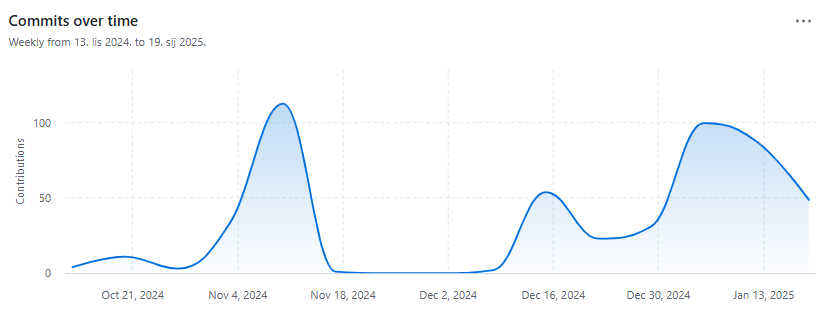 Commits over time
Weekly from 13. lis 2024. to 19. sij 2025.
Contributions
100
50
0
Oct 21, 2024
Nov 4, 2024
Nov 18, 2024
Dec 2, 2024
Dec 16, 2024
Dec 30, 2024
Jan 13, 2025